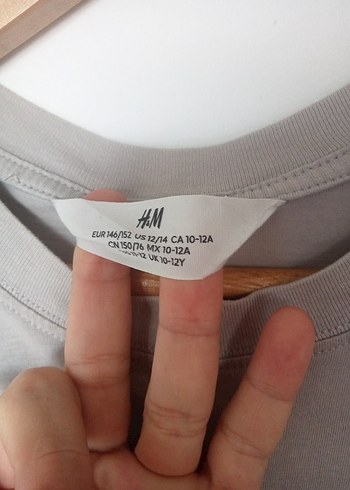 H&M
EUR 146/152 US 12/14 CA 10-12A
CN 150/76 MX 10-12A
UK 10-12Y